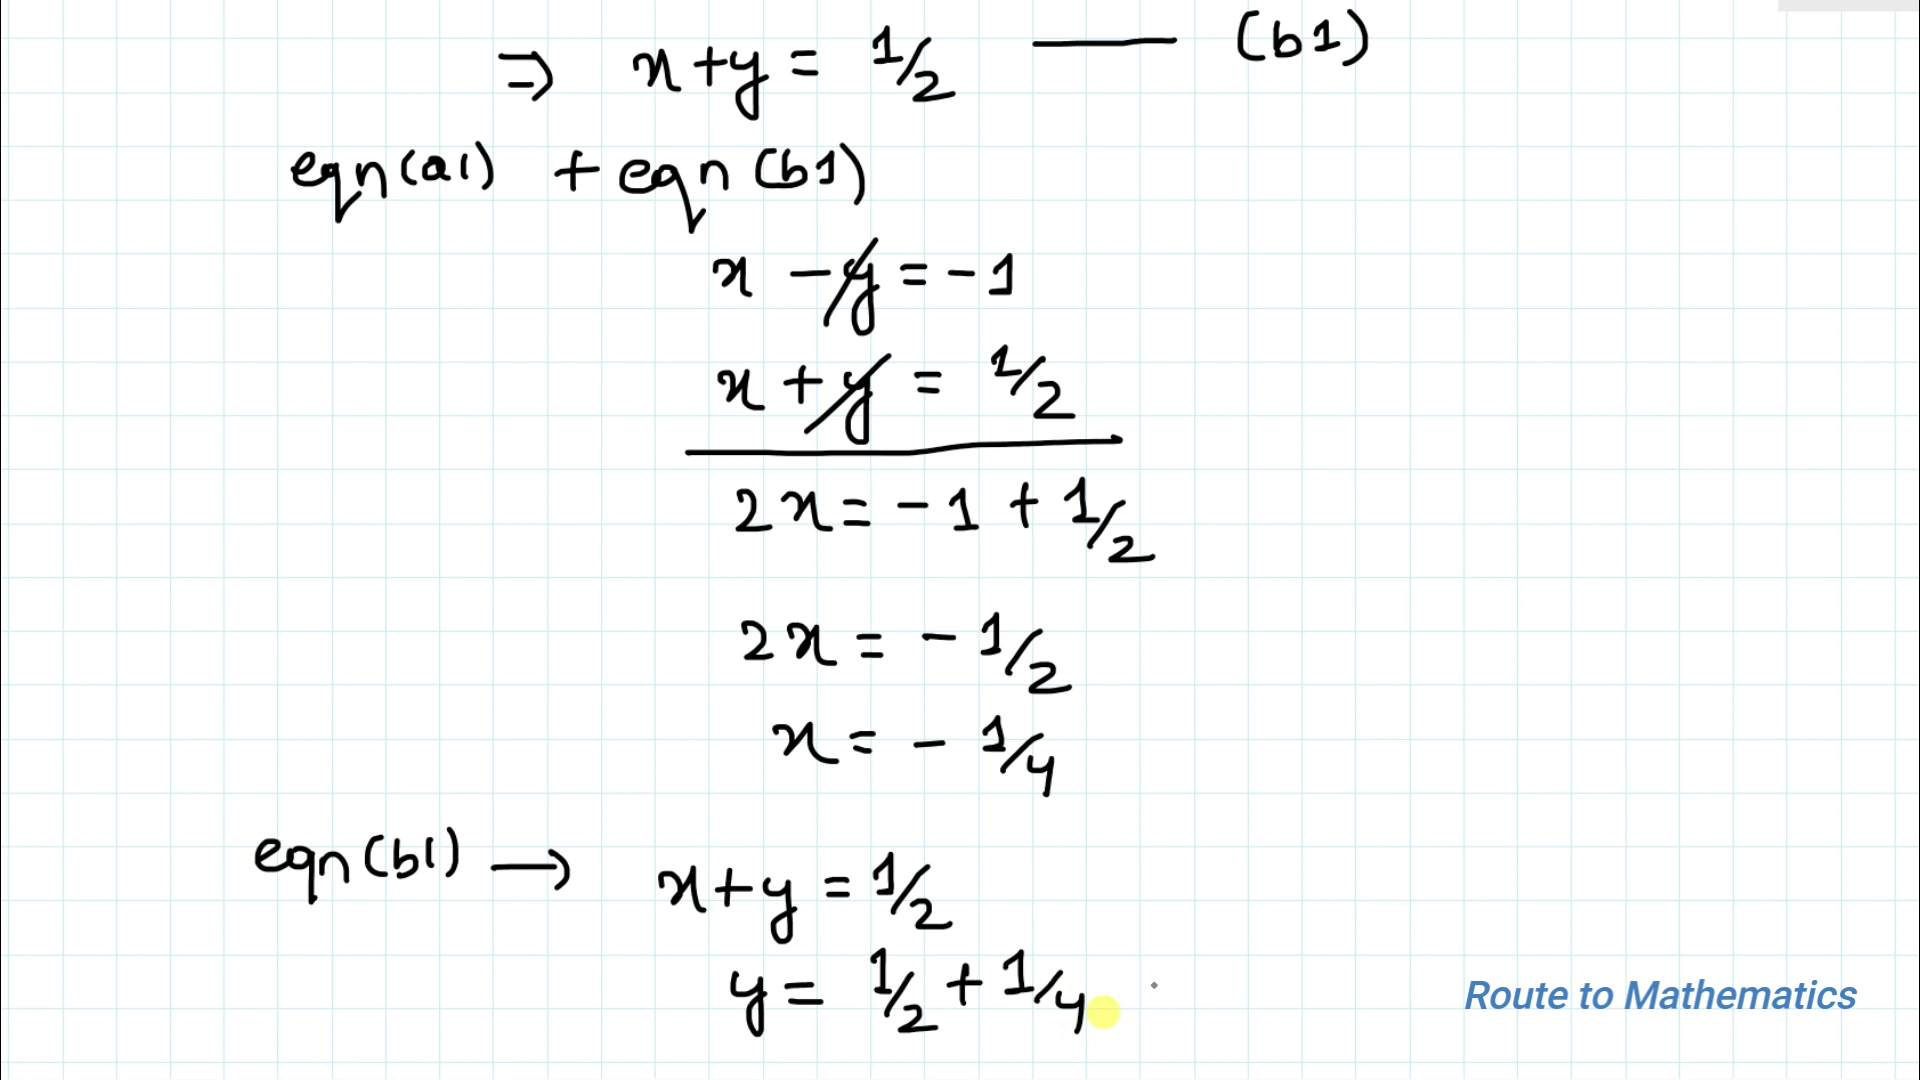 ⇒ x+y = 1/2 —— (b1)
eqn(a1) + eqn(b1)
x - y = -1
x + y = 1/2
2x = -1 + 1/2
2x = - 1/2
x = - 1/4
eqn(b1) → x+y = 1/2
y = 1/2 + 1/4
Route to Mathematics